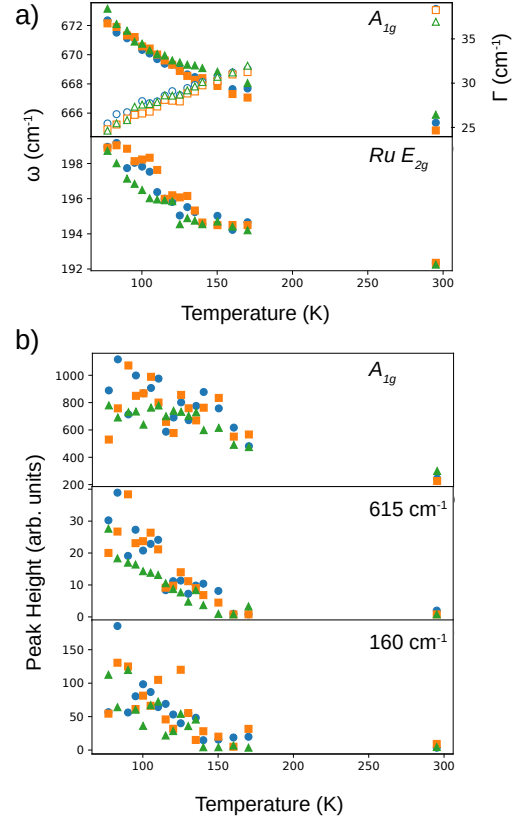 a)
A1g
672
670
668
666
ω (cm-1)
35
30
25
Γ (cm-1)
Ru E2g
198
196
194
192
100 150 200 250 300
Temperature (K)
b)
A1g
1000
800
600
400
200
615 cm-1
30
20
10
0
Peak Height (arb. units)
160 cm-1
150
100
50
0
100 150 200 250 300
Temperature (K)